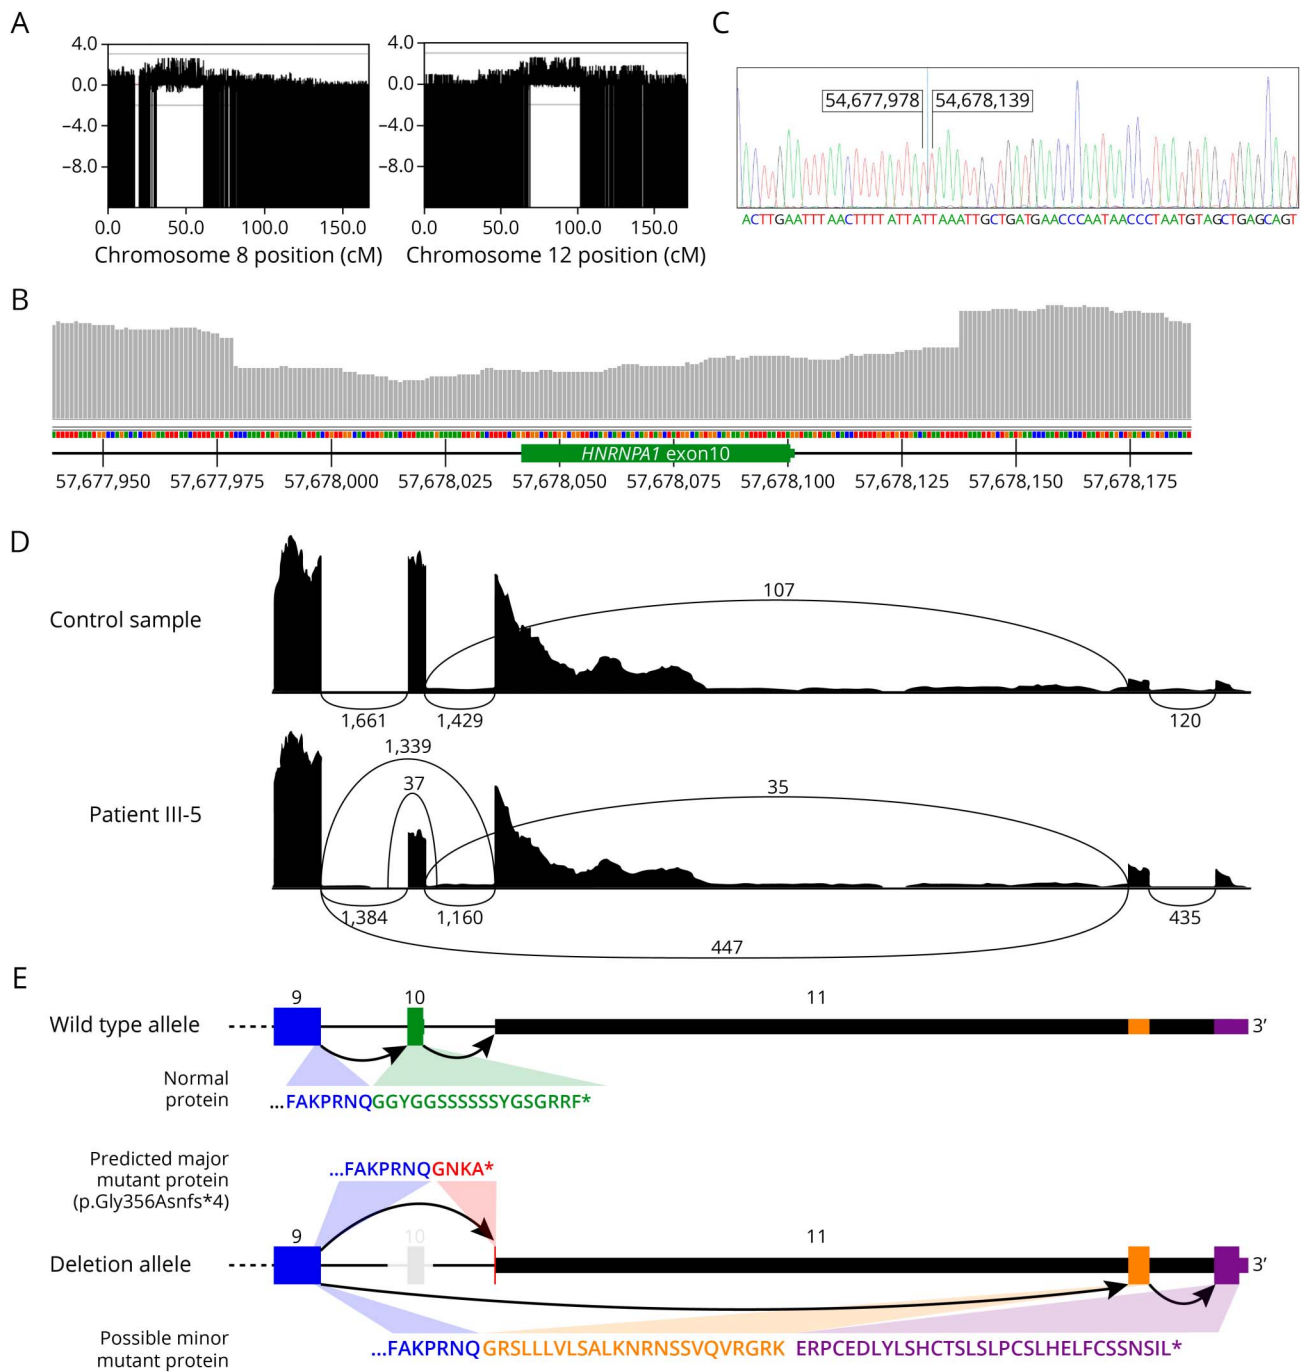 A
4.0
0.0
–4.0
–8.0
0.0 50.0 100.0 150.0
Chromosome 8 position (cM)
4.0
0.0
–4.0
–8.0
0.0 50.0 100.0 150.0
Chromosome 12 position (cM)
C
54,677,978 54,678,139
ACTTGAATTTAACTTTTATTATTAAATTGCTGATGAACCCAATAACCCTAATGTAGCTGAGCAGT
B
HNRNPA1 exon10
57,677,950 57,677,975 57,678,000 57,678,025 57,678,050 57,678,075 57,678,100 57,678,125 57,678,150 57,678,175
D
Control sample
107
1,661 1,429 120
Patient III-5
1,339
37
35
1,384 1,160 435
447
E
9 10 11
Wild type allele
3’
Normal
protein
...FAKPRNQGGYGGSSSSSSYGSGRRF*
Predicted major
mutant protein
(p.Gly356Asnfs*4)
...FAKPRNQGNKA*
9 10 11
Deletion allele
3’
Possible minor
mutant protein
...FAKPRNQGRSLLLVLSALKNRNSSVQVRGRK ERPCEDLYLSHCTSLSLPCSLHELFCSSNSIL*